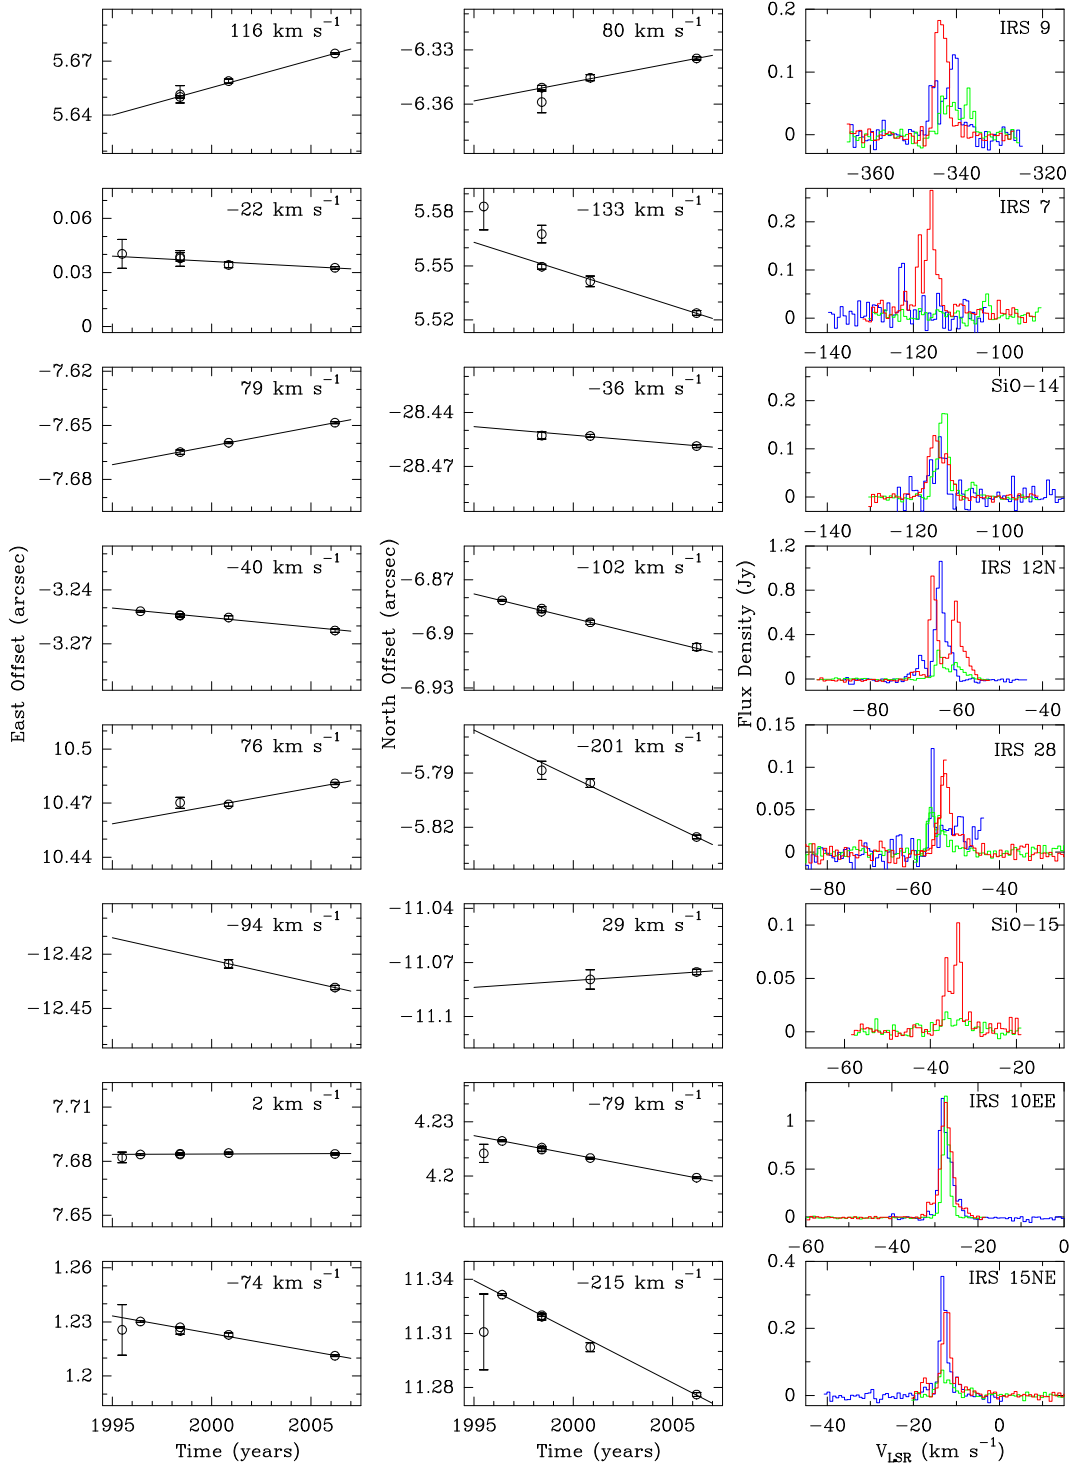 116 km s⁻¹
5.67
5.64
80 km s⁻¹
−6.33
−6.36
IRS 9
0.2
0.1
0
−360 −340 −320
−22 km s⁻¹
0.06
0.03
0
−133 km s⁻¹
5.58
5.55
5.52
IRS 7
0.2
0.1
0
−140 −120 −100
79 km s⁻¹
−7.62
−7.65
−7.68
−36 km s⁻¹
−28.44
−28.47
SiO−14
0.2
0.1
0
−140 −120 −100
−40 km s⁻¹
−3.24
−3.27
−102 km s⁻¹
−6.87
−6.9
−6.93
IRS 12N
1.2
0.8
0.4
0
−80 −60 −40
East Offset (arcsec)
North Offset (arcsec)
Flux Density (Jy)
76 km s⁻¹
10.5
10.47
10.44
−201 km s⁻¹
−5.79
−5.82
IRS 28
0.15
0.1
0.05
0
−80 −60 −40
−94 km s⁻¹
−12.42
−12.45
29 km s⁻¹
−11.04
−11.07
−11.1
SiO−15
0.1
0.05
0
−60 −40 −20
2 km s⁻¹
7.71
7.68
7.65
−79 km s⁻¹
4.23
4.2
IRS 10EE
1
0.5
0
−60 −40 −20 0
−74 km s⁻¹
1.26
1.23
1.2
−215 km s⁻¹
11.34
11.31
11.28
IRS 15NE
0.4
0.2
0
1995 2000 2005
1995 2000 2005
−40 −20 0
Time (years)
Time (years)
V_LSR (km s⁻¹)